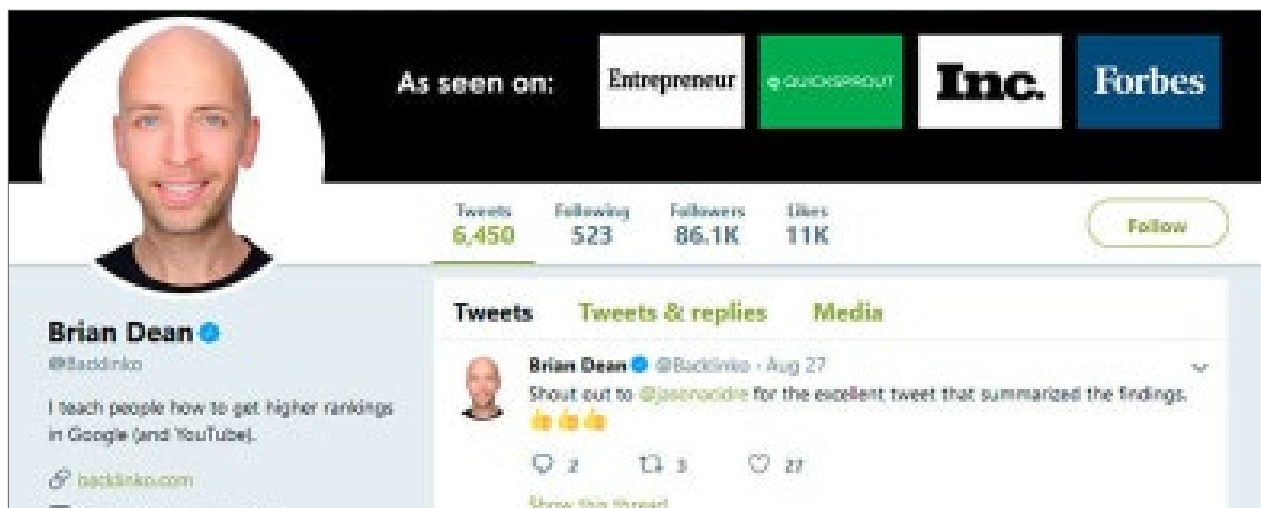 As seen on:
Entrepreneur
QUICKSPROUT
Inc.
Forbes
Tweets Following Followers Likes
6,450 523 86.1K 11K
Follow
Tweets Tweets & replies Media
Brian Dean
@Backlinko
I teach people how to get higher rankings
in Google (and YouTube).
backlinko.com
Brian Dean @Backlinko · Aug 27
Shout out to @jasonacidre for the excellent tweet that summarized the findings.
👍👍👍
2 3 27
Show this thread